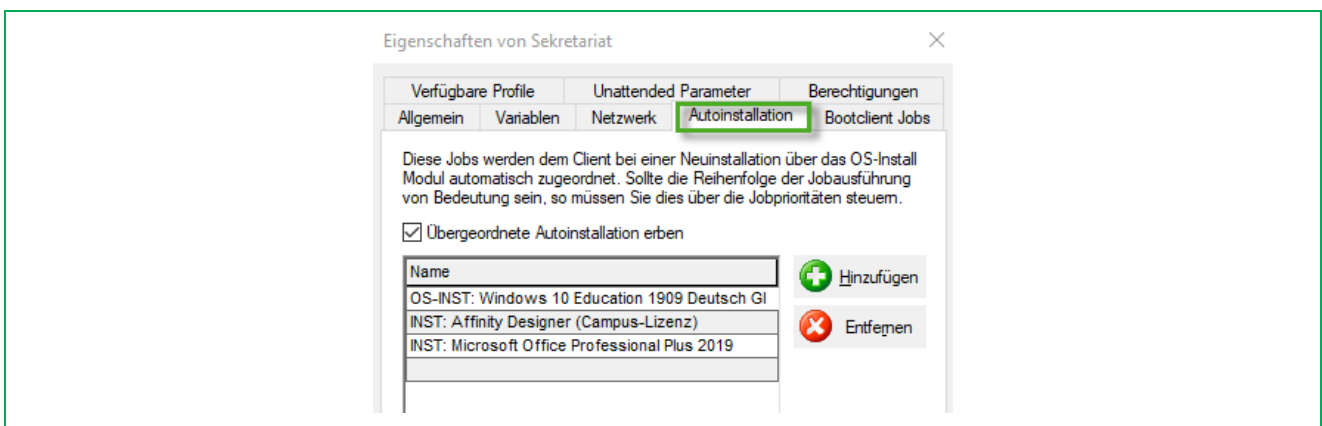 Eigenschaften von Sekretariat
Verfügbare Profile Unattended Parameter Berechtigungen
Allgemein Variablen Netzwerk Autoinstallation Bootclient Jobs
Diese Jobs werden dem Client bei einer Neuinstallation über das OS-Install
Modul automatisch zugeordnet. Sollte die Reihenfolge der Jobausführung
von Bedeutung sein, so müssen Sie dies über die Jobprioritäten steuern.
Übergeordnete Autoinstallation erben
Name
Hinzufügen
OS-INST: Windows 10 Education 1909 Deutsch GI
INST: Affinity Designer (Campus-Lizenz)
Entfernen
INST: Microsoft Office Professional Plus 2019